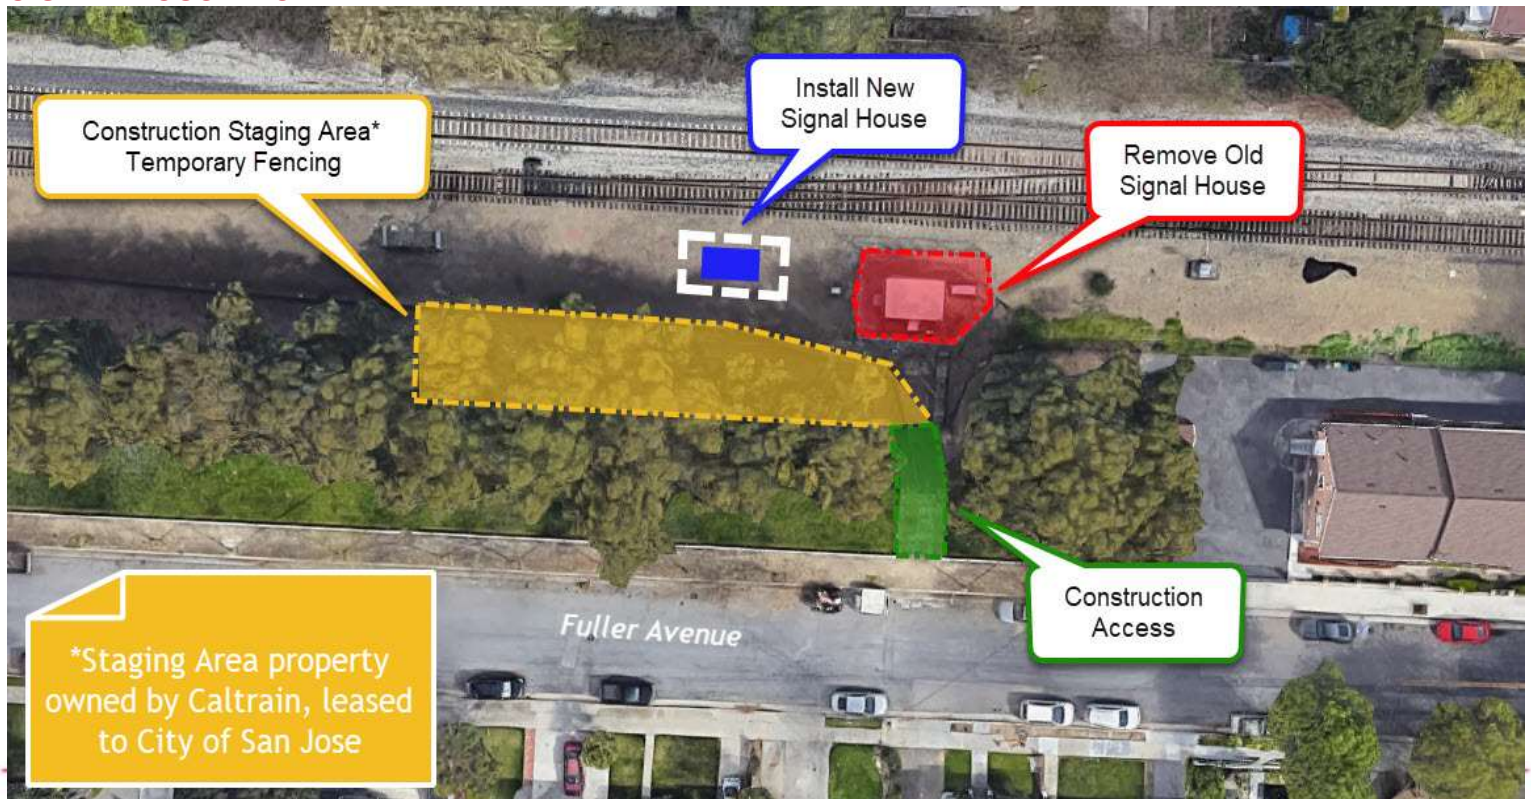 Install New
Signal House
Construction Staging Area*
Temporary Fencing
Remove Old
Signal House
Construction
Access
Fuller Avenue
*Staging Area property
owned by Caltrain, leased
to City of San Jose